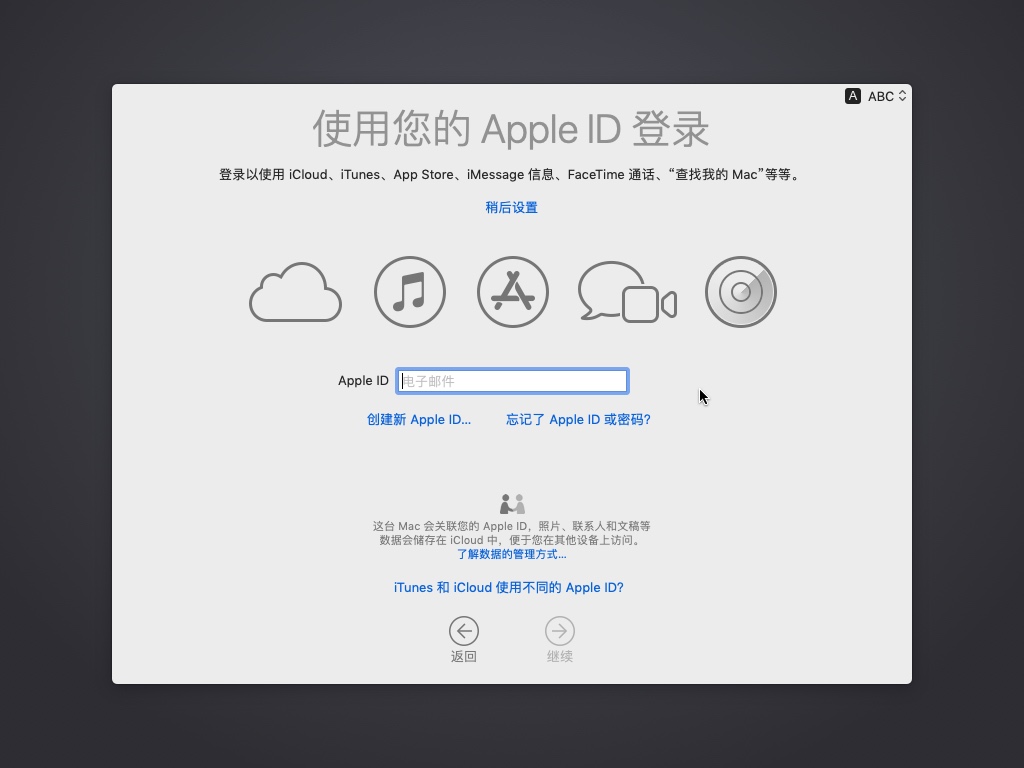 A ABC
使用您的 Apple ID 登录
登录以使用 iCloud、iTunes、App Store、iMessage 信息、FaceTime 通话、“查找我的 Mac”等等。
稍后设置
Apple ID 电子邮件
创建新 Apple ID... 忘记了 Apple ID 或密码?
这台 Mac 会关联您的 Apple ID，照片、联系人和文稿等
数据会储存在 iCloud 中，便于您在其他设备上访问。
了解数据的管理方式...
iTunes 和 iCloud 使用不同的 Apple ID?
返回 继续